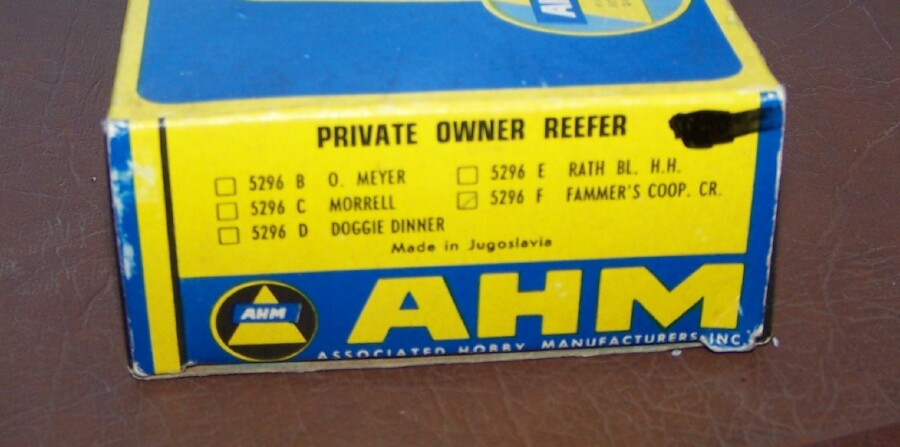 PRIVATE OWNER REEFER
5296 B O. MEYER
5296 C MORRELL
5296 D DOGGIE DINNER
5296 E RATH BL. H.H.
5296 F FAMMER'S COOP. CR.
Made in Jugoslavia
AHM
AHM
ASSOCIATED HOBBY MANUFACTURERS, INC.